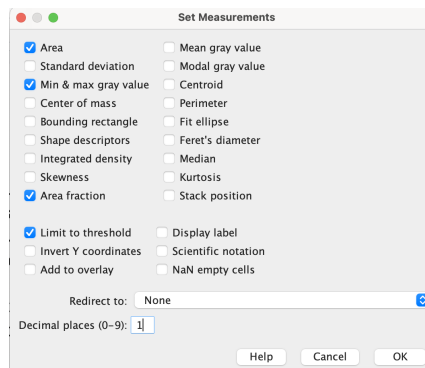 Set Measurements
Area Mean gray value
Standard deviation Modal gray value
Min & max gray value Centroid
Center of mass Perimeter
Bounding rectangle Fit ellipse
Shape descriptors Feret's diameter
Integrated density Median
Skewness Kurtosis
Area fraction Stack position
Limit to threshold Display label
Invert Y coordinates Scientific notation
Add to overlay NaN empty cells
Redirect to: None
Decimal places (0-9): 1
Help Cancel OK